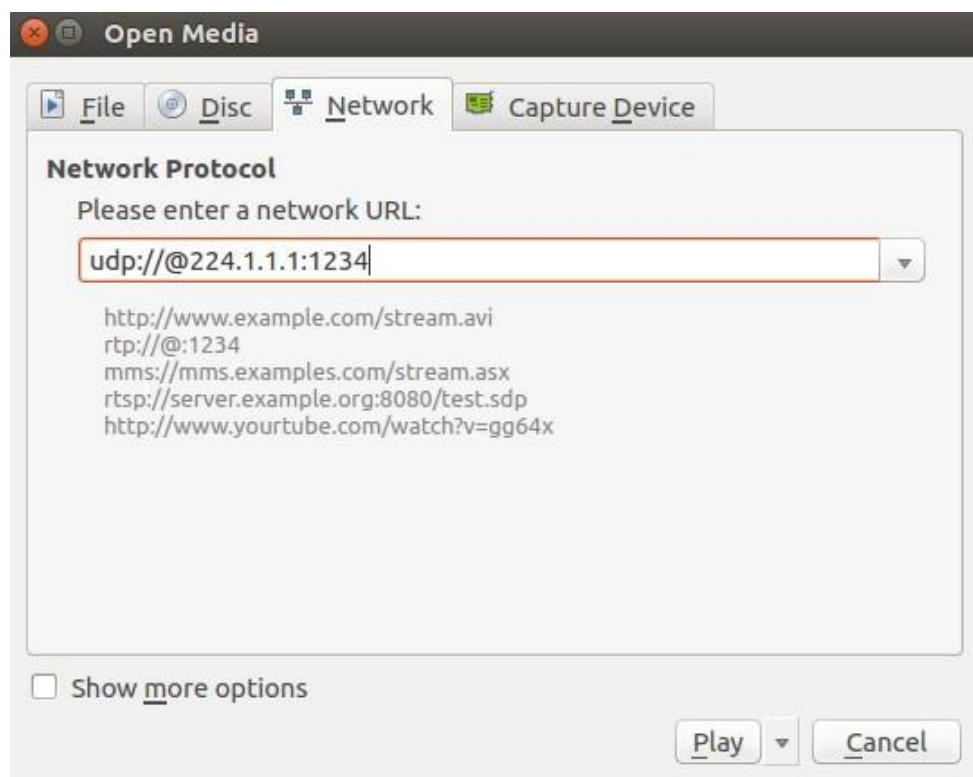 Open Media
File Disc Network Capture Device
Network Protocol
Please enter a network URL:
udp://@224.1.1.1:1234
http://www.example.com/stream.avi
rtp://@:1234
mms://mms.examples.com/stream.asx
rtsp://server.example.org:8080/test.sdp
http://www.yourtube.com/watch?v=gg64x
Show more options
Play Cancel